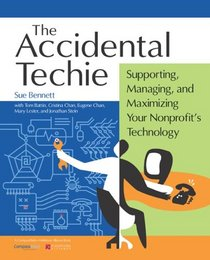 The
Accidental
Techie
Sue Bennett
with Tom Battin, Cristina Chan, Eugene Chan,
Mary Lester, and Jonathan Stein
Supporting,
Managing, and
Maximizing
Your Nonprofit's
Technology